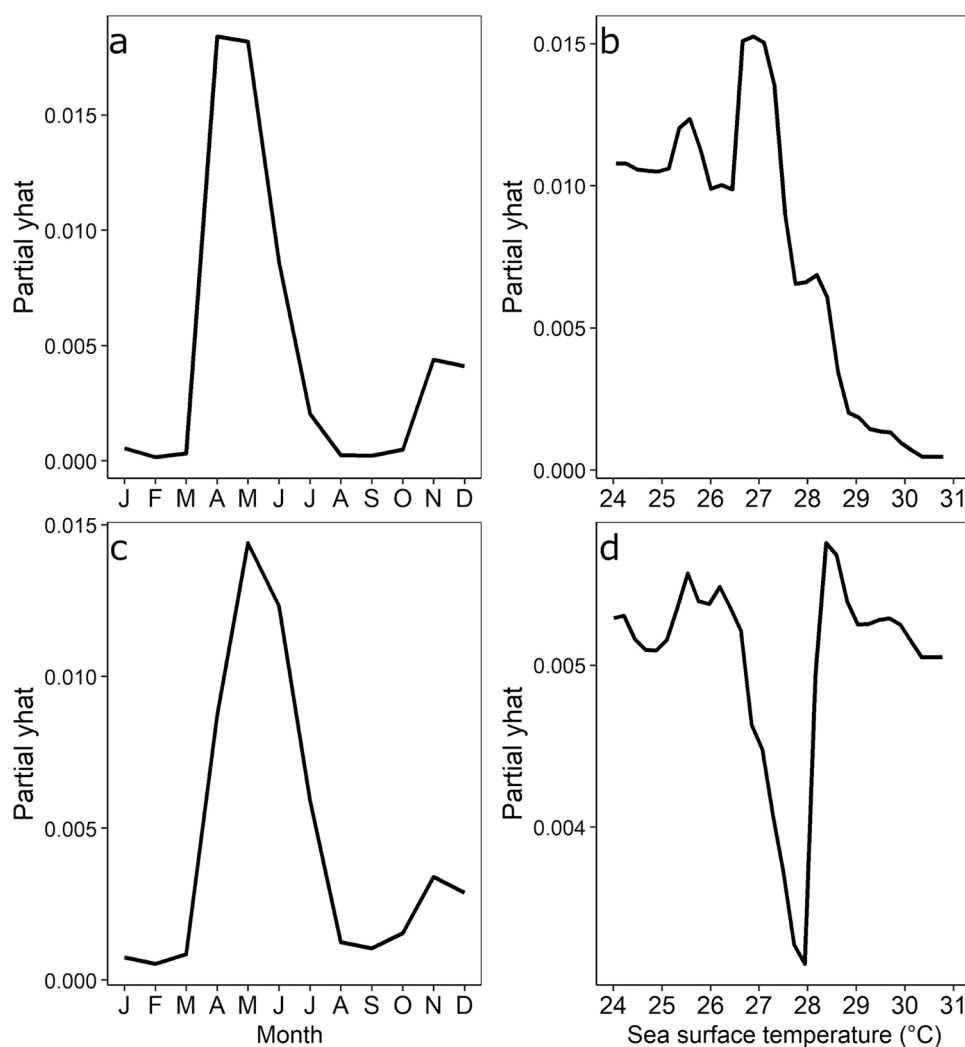 a
Partial yhat
0.015
0.010
0.005
0.000
J F M A M J J A S O N D
b
Partial yhat
0.015
0.010
0.005
0.000
24 25 26 27 28 29 30 31
c
Partial yhat
0.015
0.010
0.005
0.000
J F M A M J J A S O N D
Month
d
Partial yhat
0.005
0.004
24 25 26 27 28 29 30 31
Sea surface temperature (°C)